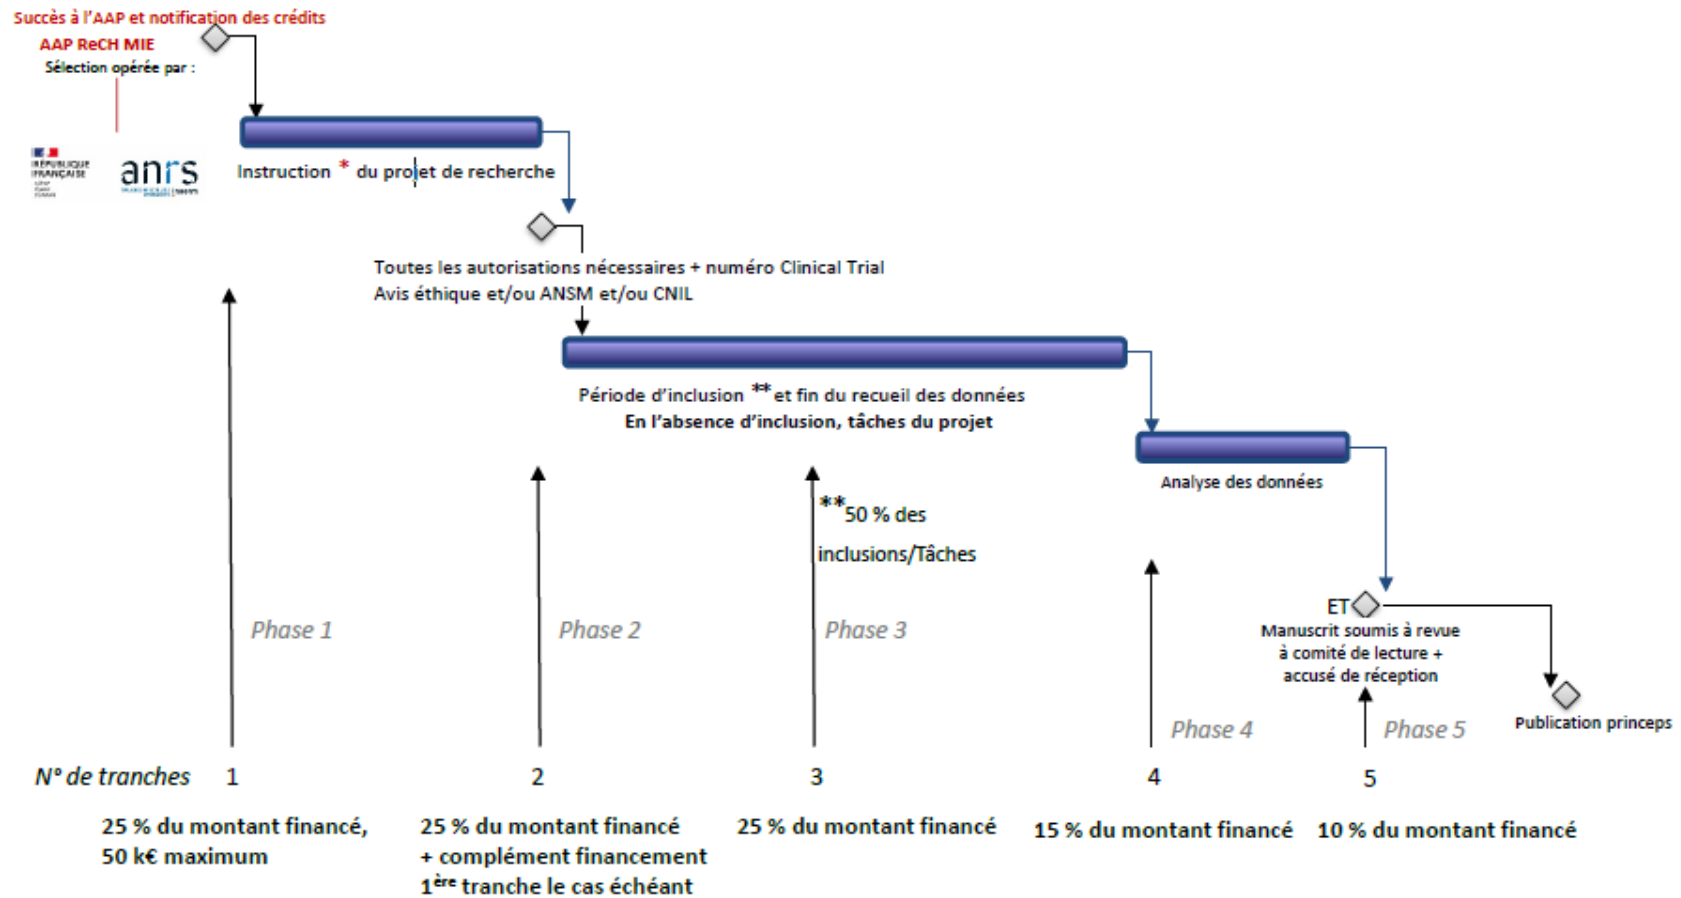 Succès à l'AAP et notification des crédits
AAP ReCH MIE
Sélection opérée par :
RÉPUBLIQUE
FRANÇAISE
anrs
Instruction * du projet de recherche
Toutes les autorisations nécessaires + numéro Clinical Trial
Avis éthique et/ou ANSM et/ou CNIL
Période d'inclusion ** et fin du recueil des données
En l'absence d'inclusion, tâches du projet
Analyse des données
**50 % des
inclusions/Tâches
ET
Manuscrit soumis à revue
à comité de lecture +
accusé de réception
Publication princeps
Phase 1
Phase 2
Phase 3
Phase 4
Phase 5
N° de tranches 1 2 3 4 5
25 % du montant financé,
50 k€ maximum
25 % du montant financé
+ complément financement
1ère tranche le cas échéant
25 % du montant financé
15 % du montant financé
10 % du montant financé